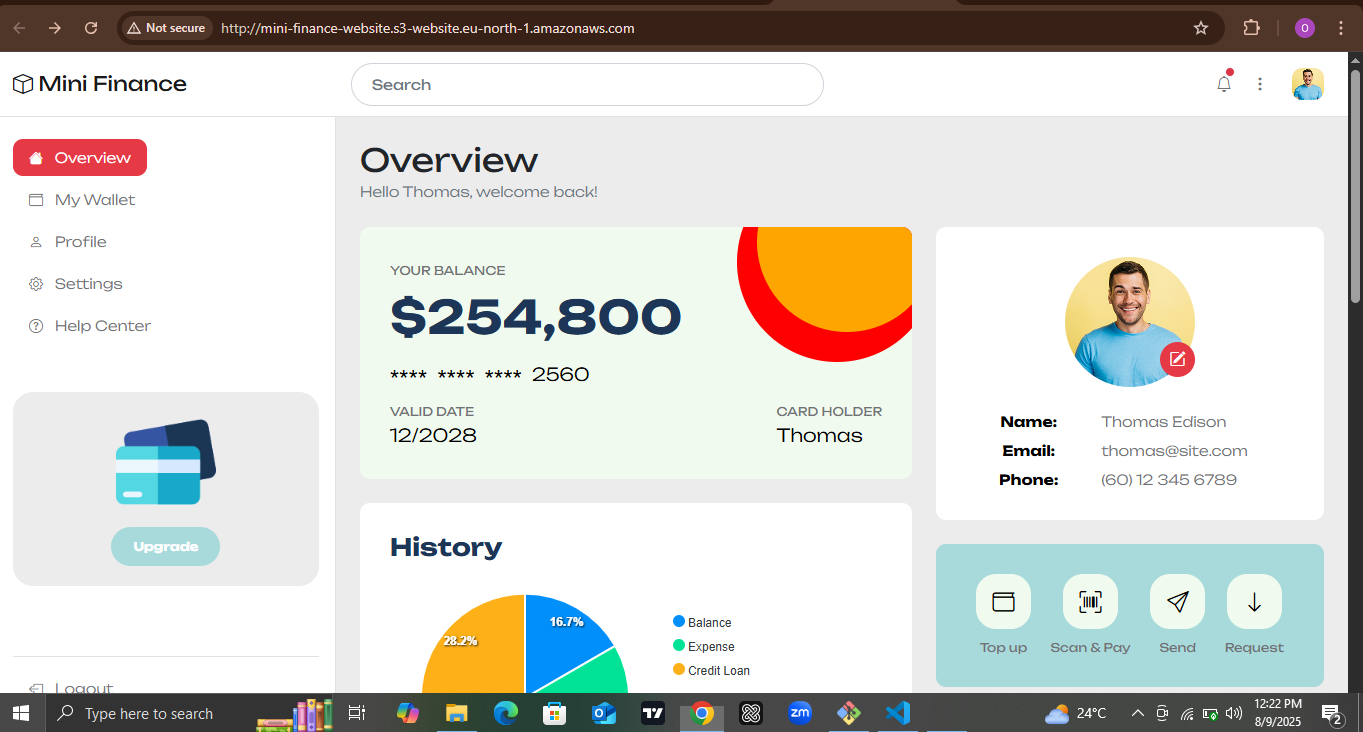 Not secure
http://mini-finance-website.s3-website.eu-north-1.amazonaws.com
O
Mini Finance
Search
Overview
My Wallet
Profile
Settings
Help Center
Upgrade
Logout
Overview
Hello Thomas, welcome back!
YOUR BALANCE
$254,800
**** **** **** 2560
VALID DATE
12/2028
CARD HOLDER
Thomas
History
16.7%
28.2%
Balance
Expense
Credit Loan
Name: Thomas Edison
Email: thomas@site.com
Phone: (60) 12 345 6789
Top up
Scan & Pay
Send
Request
Type here to search
zm
24°C
12:22 PM
8/9/2025
2